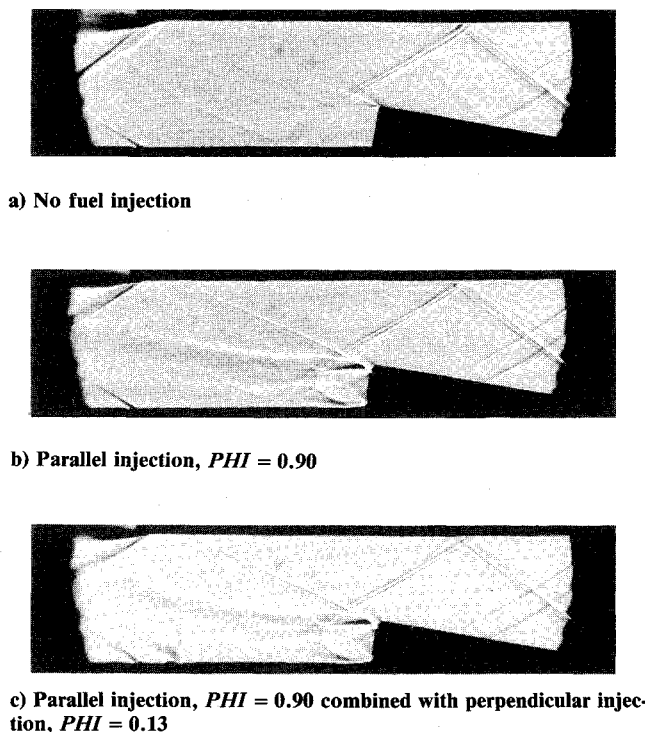 a) No fuel injection
b) Parallel injection, PHI = 0.90
c) Parallel injection, PHI = 0.90 combined with perpendicular injec-
tion, PHI = 0.13